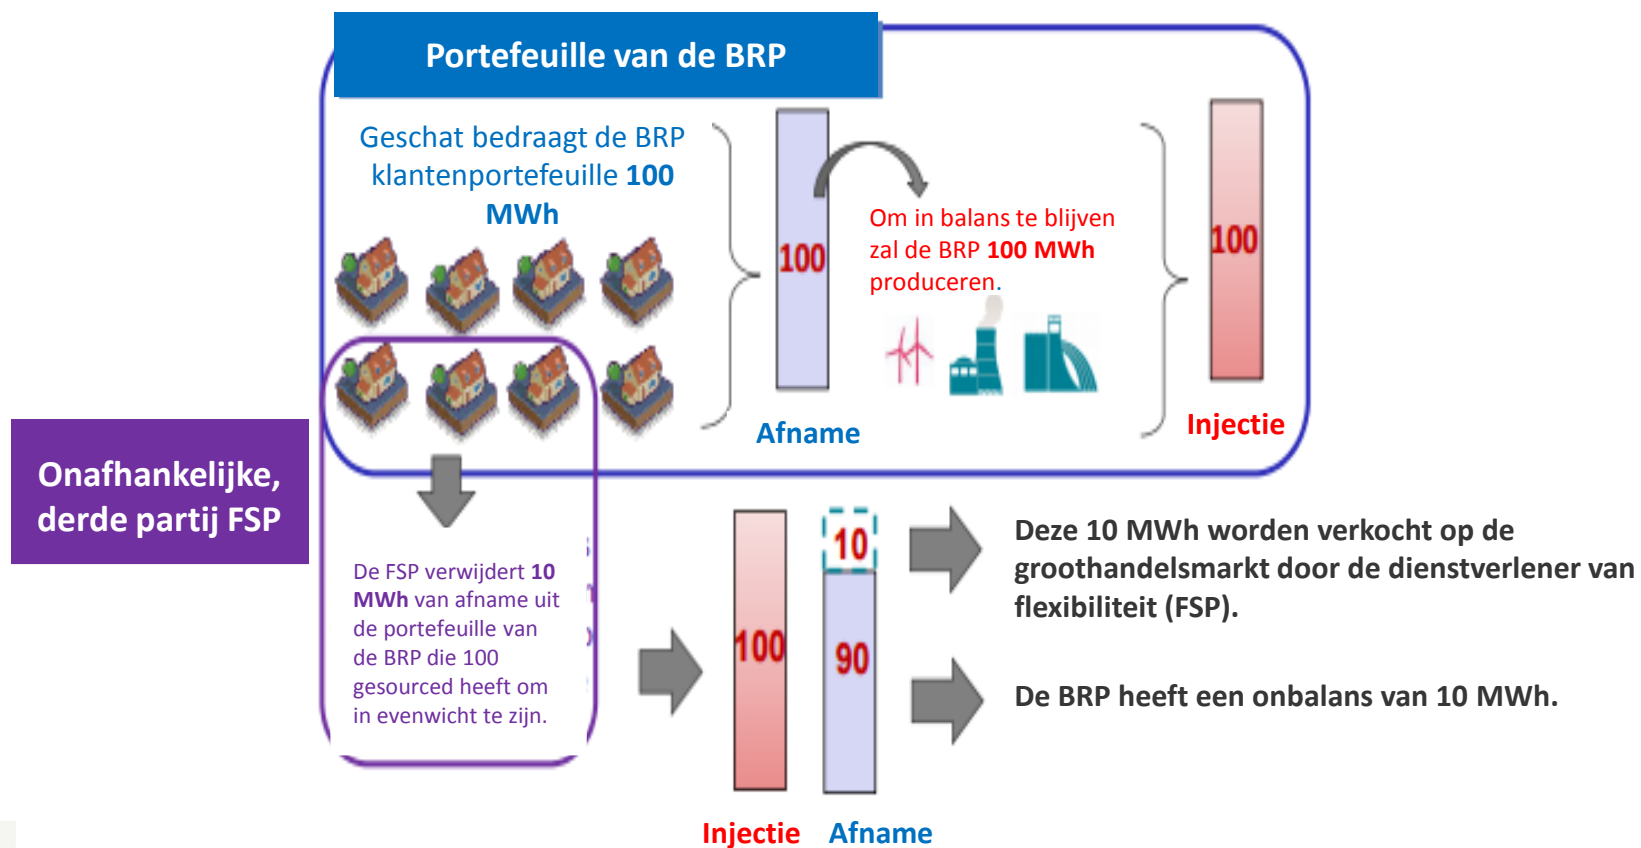 Portefeuille van de BRP
Geschat bedraagt de BRP
klantenportefeuille 100
MWh
100
Afname
Om in balans te blijven
zal de BRP 100 MWh
produceren.
100
Injectie
Onafhankelijke,
derde partij FSP
De FSP verwijdert 10
MWh van afname uit
de portefeuille van
de BRP die 100
gesourced heeft om
in evenwicht te zijn.
100
Injectie
10
90
Afname
Deze 10 MWh worden verkocht op de
groothandelsmarkt door de dienstverlener van
flexibiliteit (FSP).
De BRP heeft een onbalans van 10 MWh.